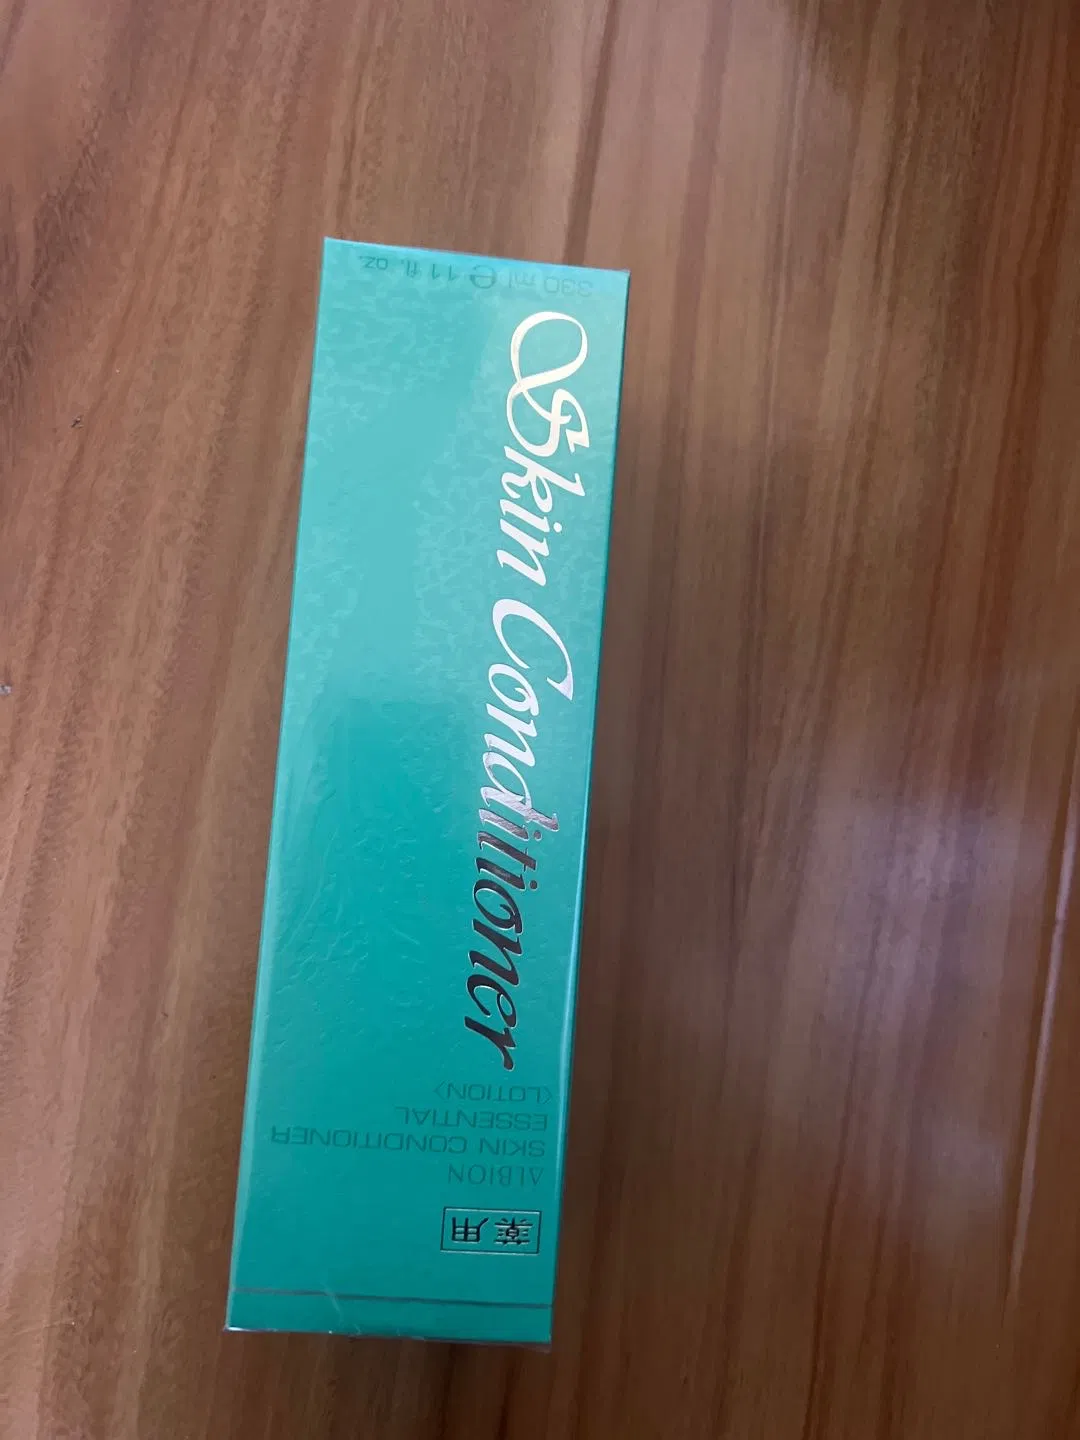 薬用
ALBION
SKIN CONDITIONER
ESSENTIAL
〈LOTION〉
Skin Conditioner
330 ml ℮ 11 fl. oz.